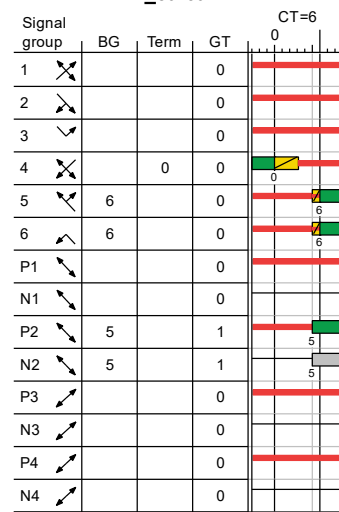 CT=6
Signal
group BG Term GT
0
1 0
2 0
3 0
4 0 0
0
5 6 0
6
6 6 0
6
P1 0
N1 0
P2 5 1
5
N2 5 1
5
P3 0
N3 0
P4 0
N4 0